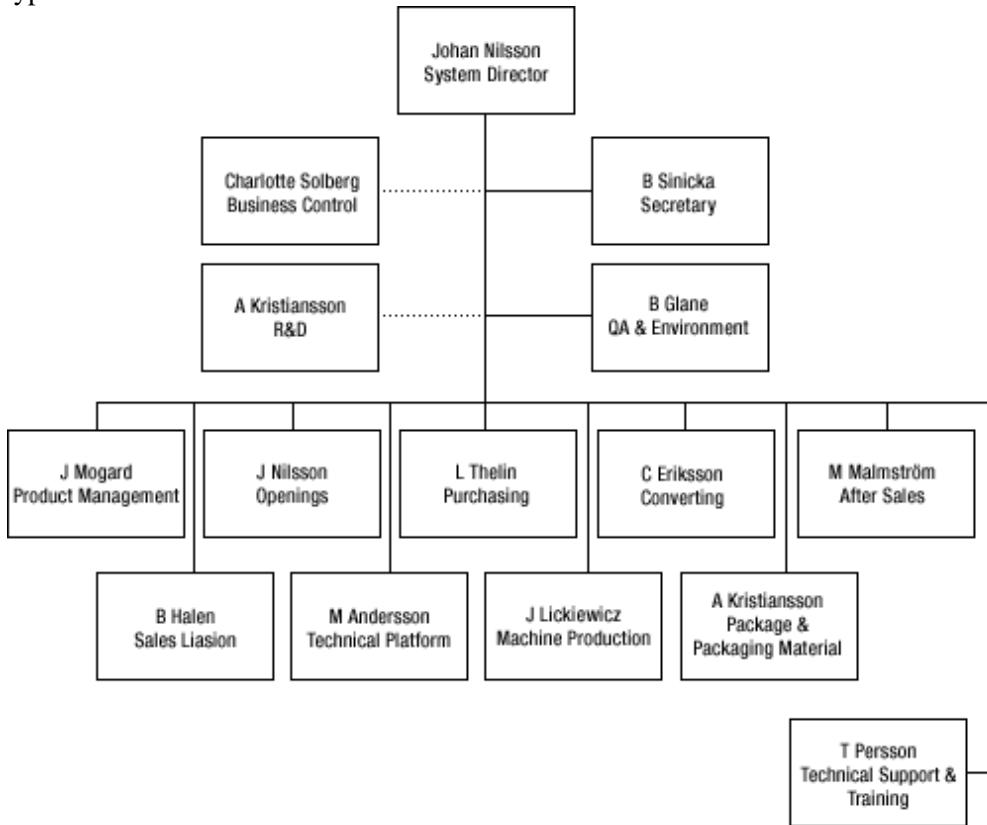 yp
Johan Nilsson
System Director
Charlotte Solberg
Business Control
B Sinicka
Secretary
A Kristiansson
R&D
B Glane
QA & Environment
J Mogard
Product Management
J Nilsson
Openings
L Thelin
Purchasing
C Eriksson
Converting
M Malmström
After Sales
B Halen
Sales Liasion
M Andersson
Technical Platform
J Lickiewicz
Machine Production
A Kristiansson
Package &
Packaging Material
T Persson
Technical Support &
Training